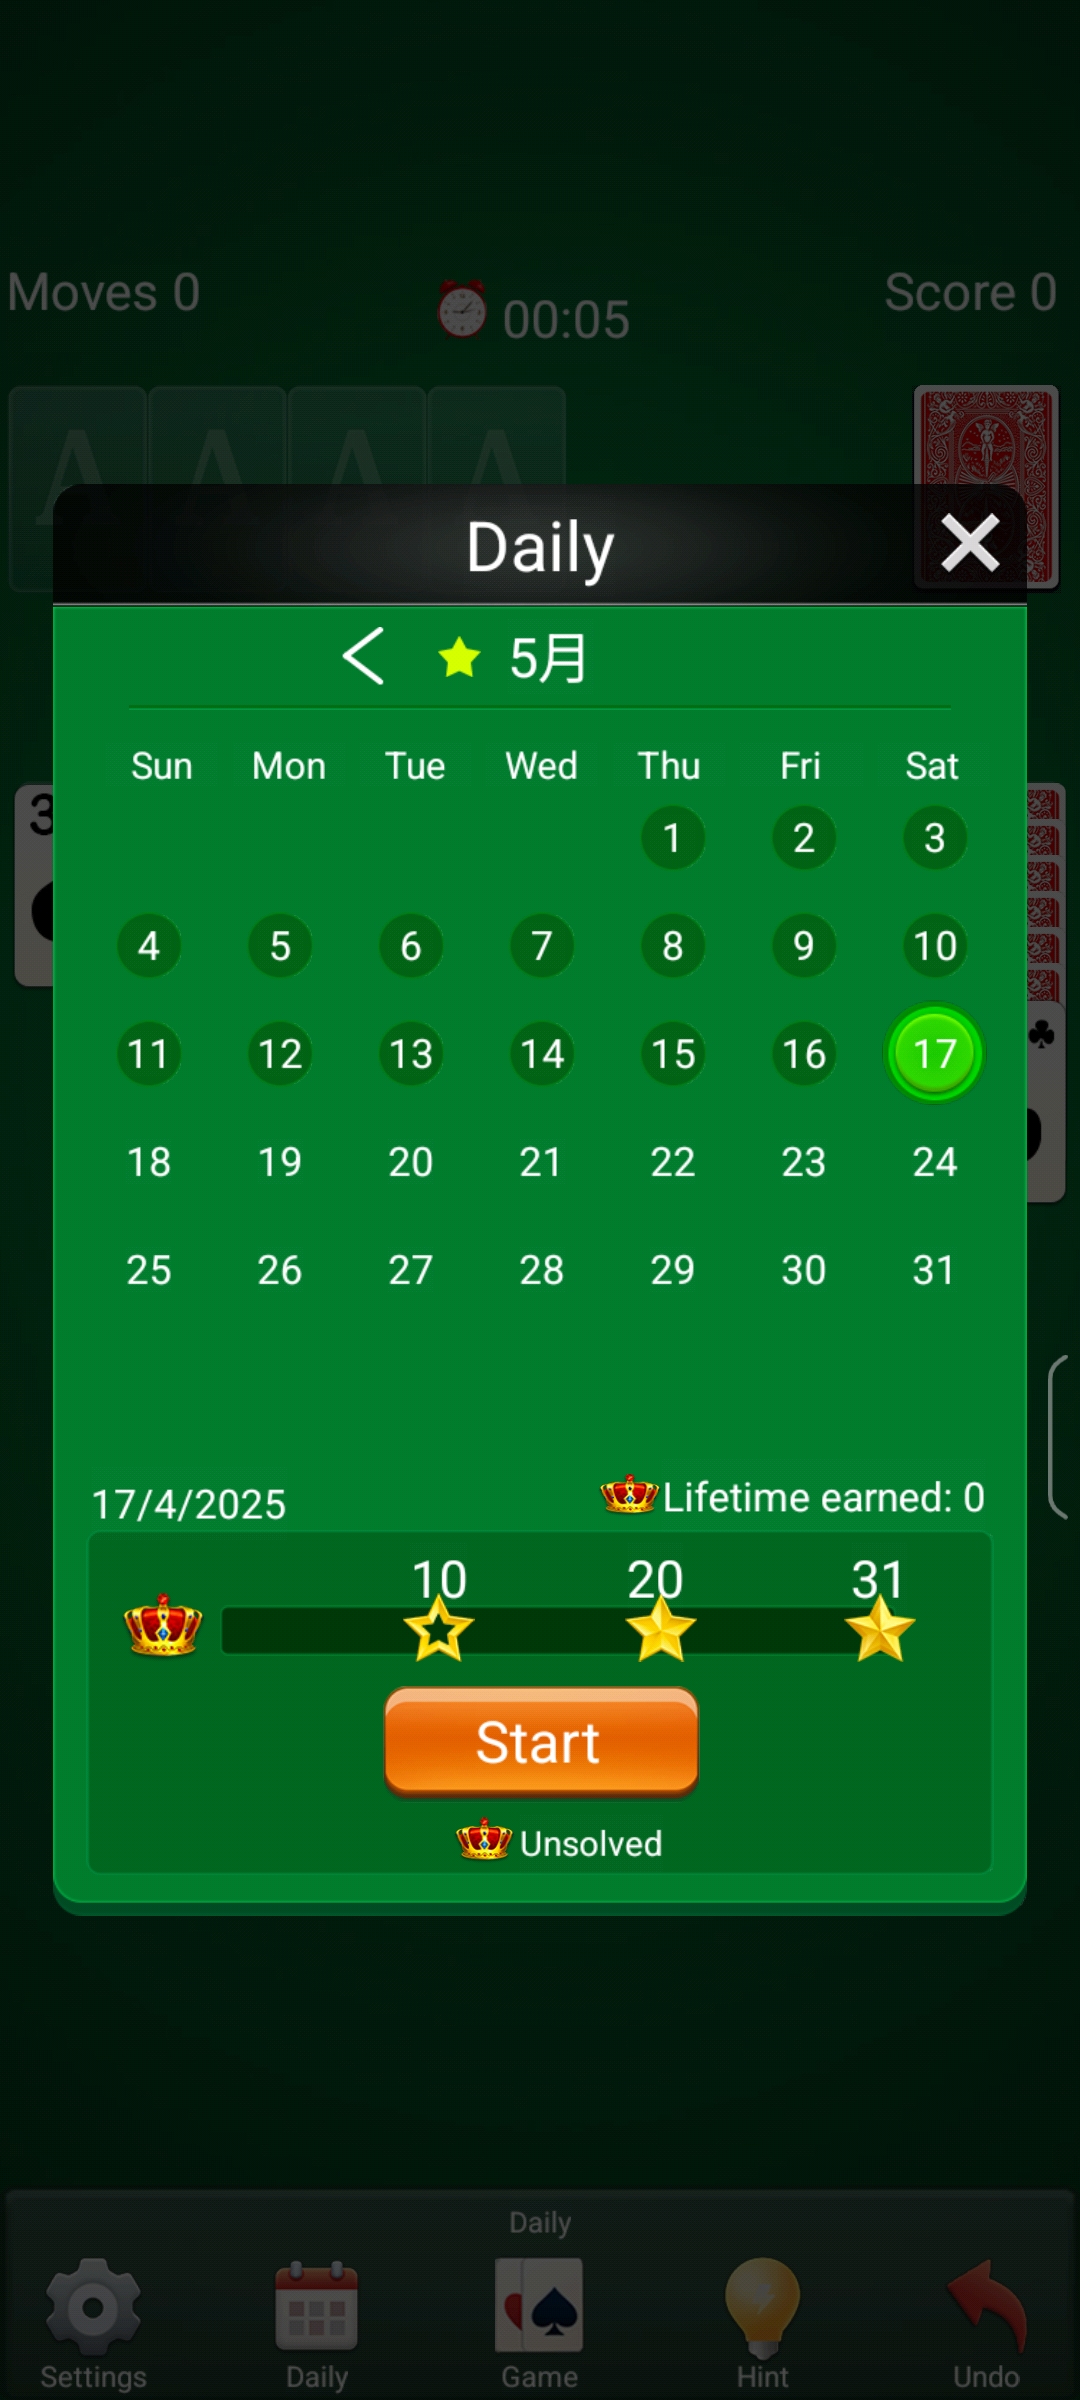 Moves 0
00:05
Score 0
A A A A
Daily
5月
Sun Mon Tue Wed Thu Fri Sat
1 2 3
4 5 6 7 8 9 10
11 12 13 14 15 16 17
18 19 20 21 22 23 24
25 26 27 28 29 30 31
3
17/4/2025
Lifetime earned: 0
10 20 31
Start
Unsolved
Daily
Settings Daily Game Hint Undo